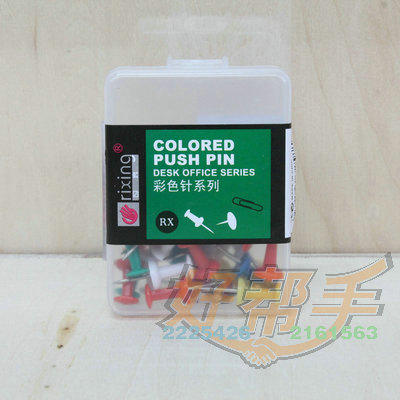 rixing®
COLORED
PUSH PIN
DESK OFFICE SERIES
彩色针系列
RX
好帮手
2225426
2161563